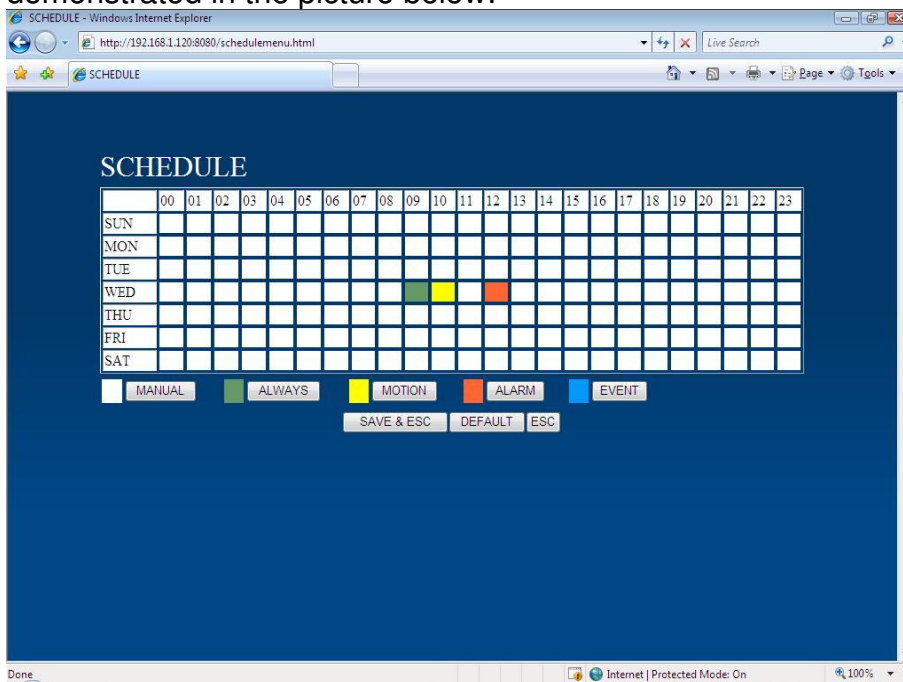 demonstrated in the picture below.
SCHEDULE - Windows Internet Explorer
http://192.168.1.120:8080/schedulemenu.html
Live Search
SCHEDULE
Page
Tools
SCHEDULE
00 01 02 03 04 05 06 07 08 09 10 11 12 13 14 15 16 17 18 19 20 21 22 23
SUN
MON
TUE
WED
THU
FRI
SAT
MANUAL ALWAYS MOTION ALARM EVENT
SAVE & ESC DEFAULT ESC
Done Internet | Protected Mode: On 100%